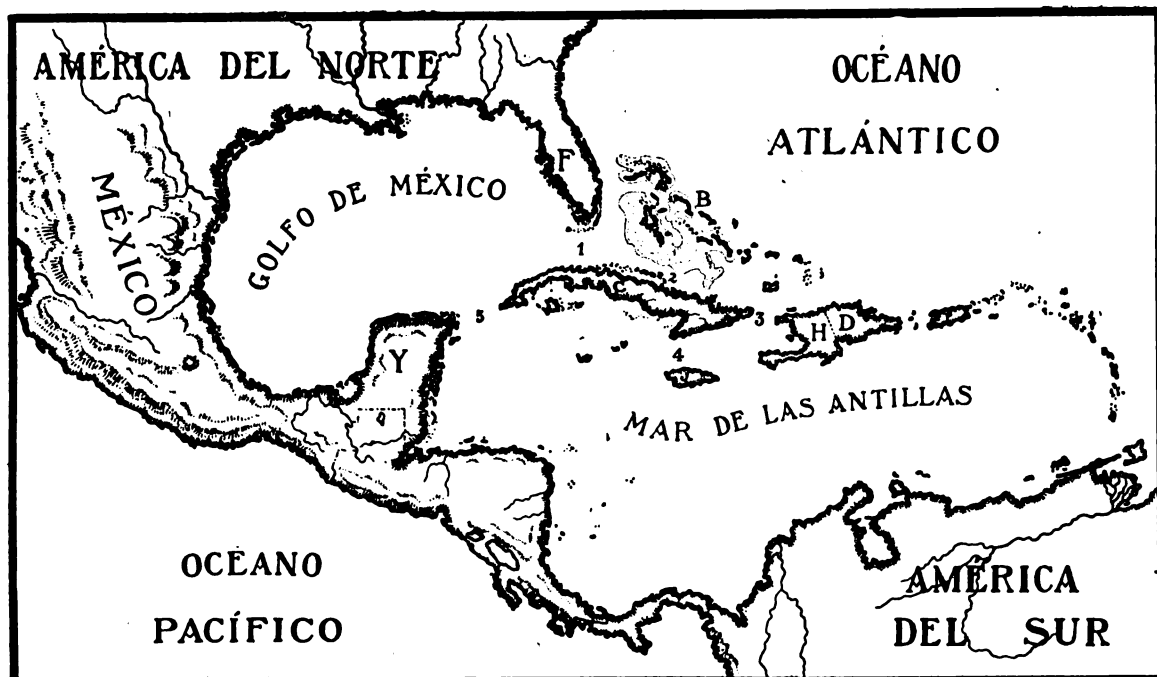 AMÉRICA DEL NORTE
OCÉANO
ATLÁNTICO
MÉXICO
GOLFO DE MÉXICO
F
B
1
2
C
5
3
H D
4
Y
MAR DE LAS ANTILLAS
OCÉANO
PACÍFICO
AMÉRICA
DEL SUR